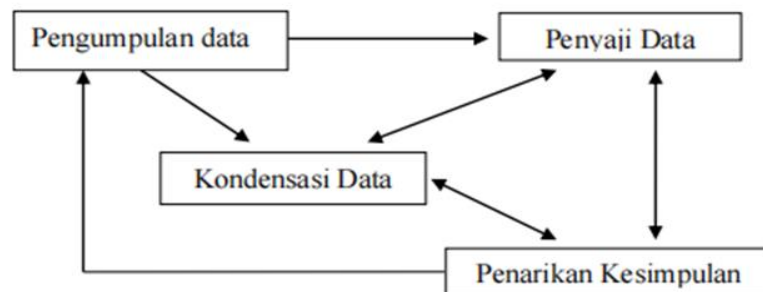 Pengumpulan data
Penyaji Data
Kondensasi Data
Penarikan Kesimpulan